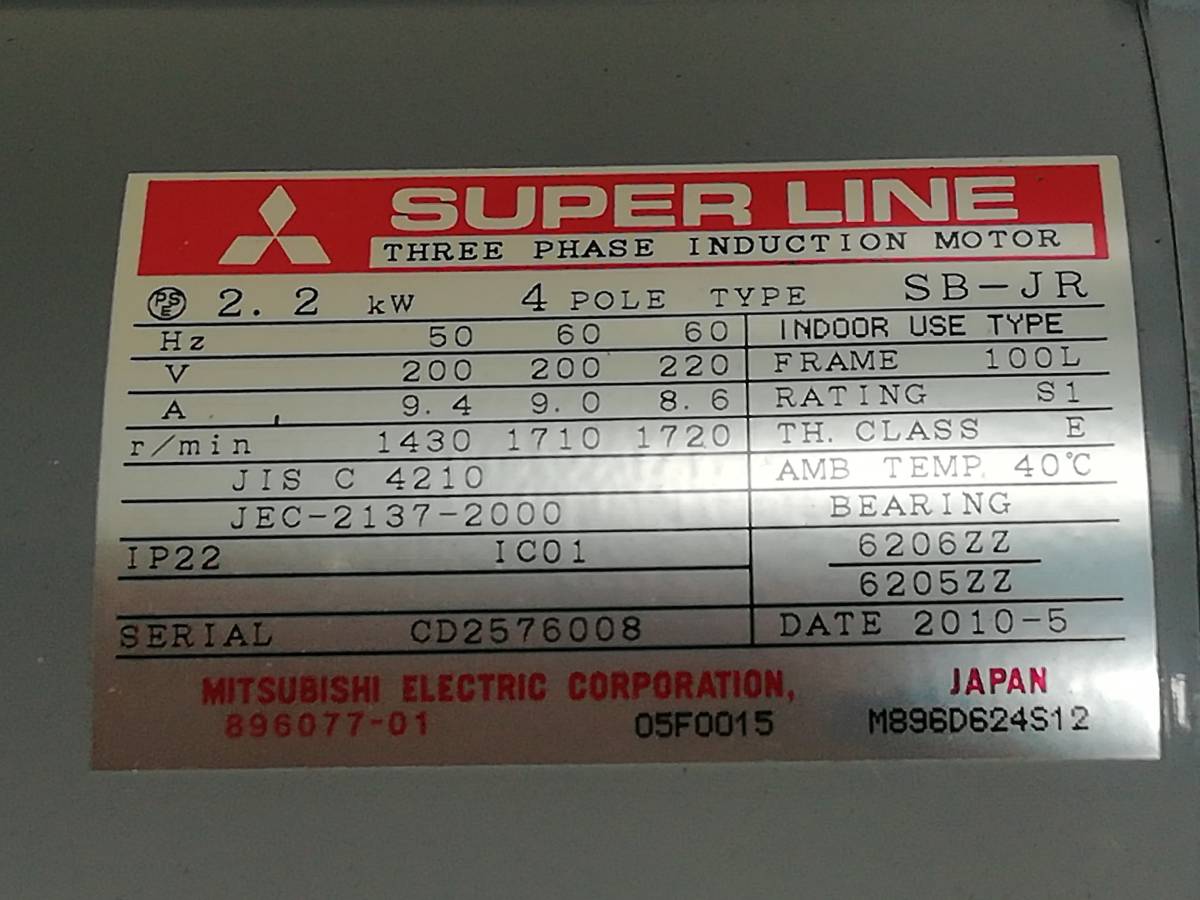 SUPER LINE
THREE PHASE INDUCTION MOTOR
PSE 2.2 kW 4 POLE TYPE SB-JR
Hz 50 60 60 INDOOR USE TYPE
V 200 200 220 FRAME 100L
A 9.4 9.0 8.6 RATING S1
r/min 1430 1710 1720 TH. CLASS E
JIS C 4210 AMB TEMP. 40℃
JEC-2137-2000 BEARING
IP22 IC01 6206ZZ
6205ZZ
SERIAL CD2576008 DATE 2010-5
MITSUBISHI ELECTRIC CORPORATION, JAPAN
896077-01 05F0015 M896D624S12